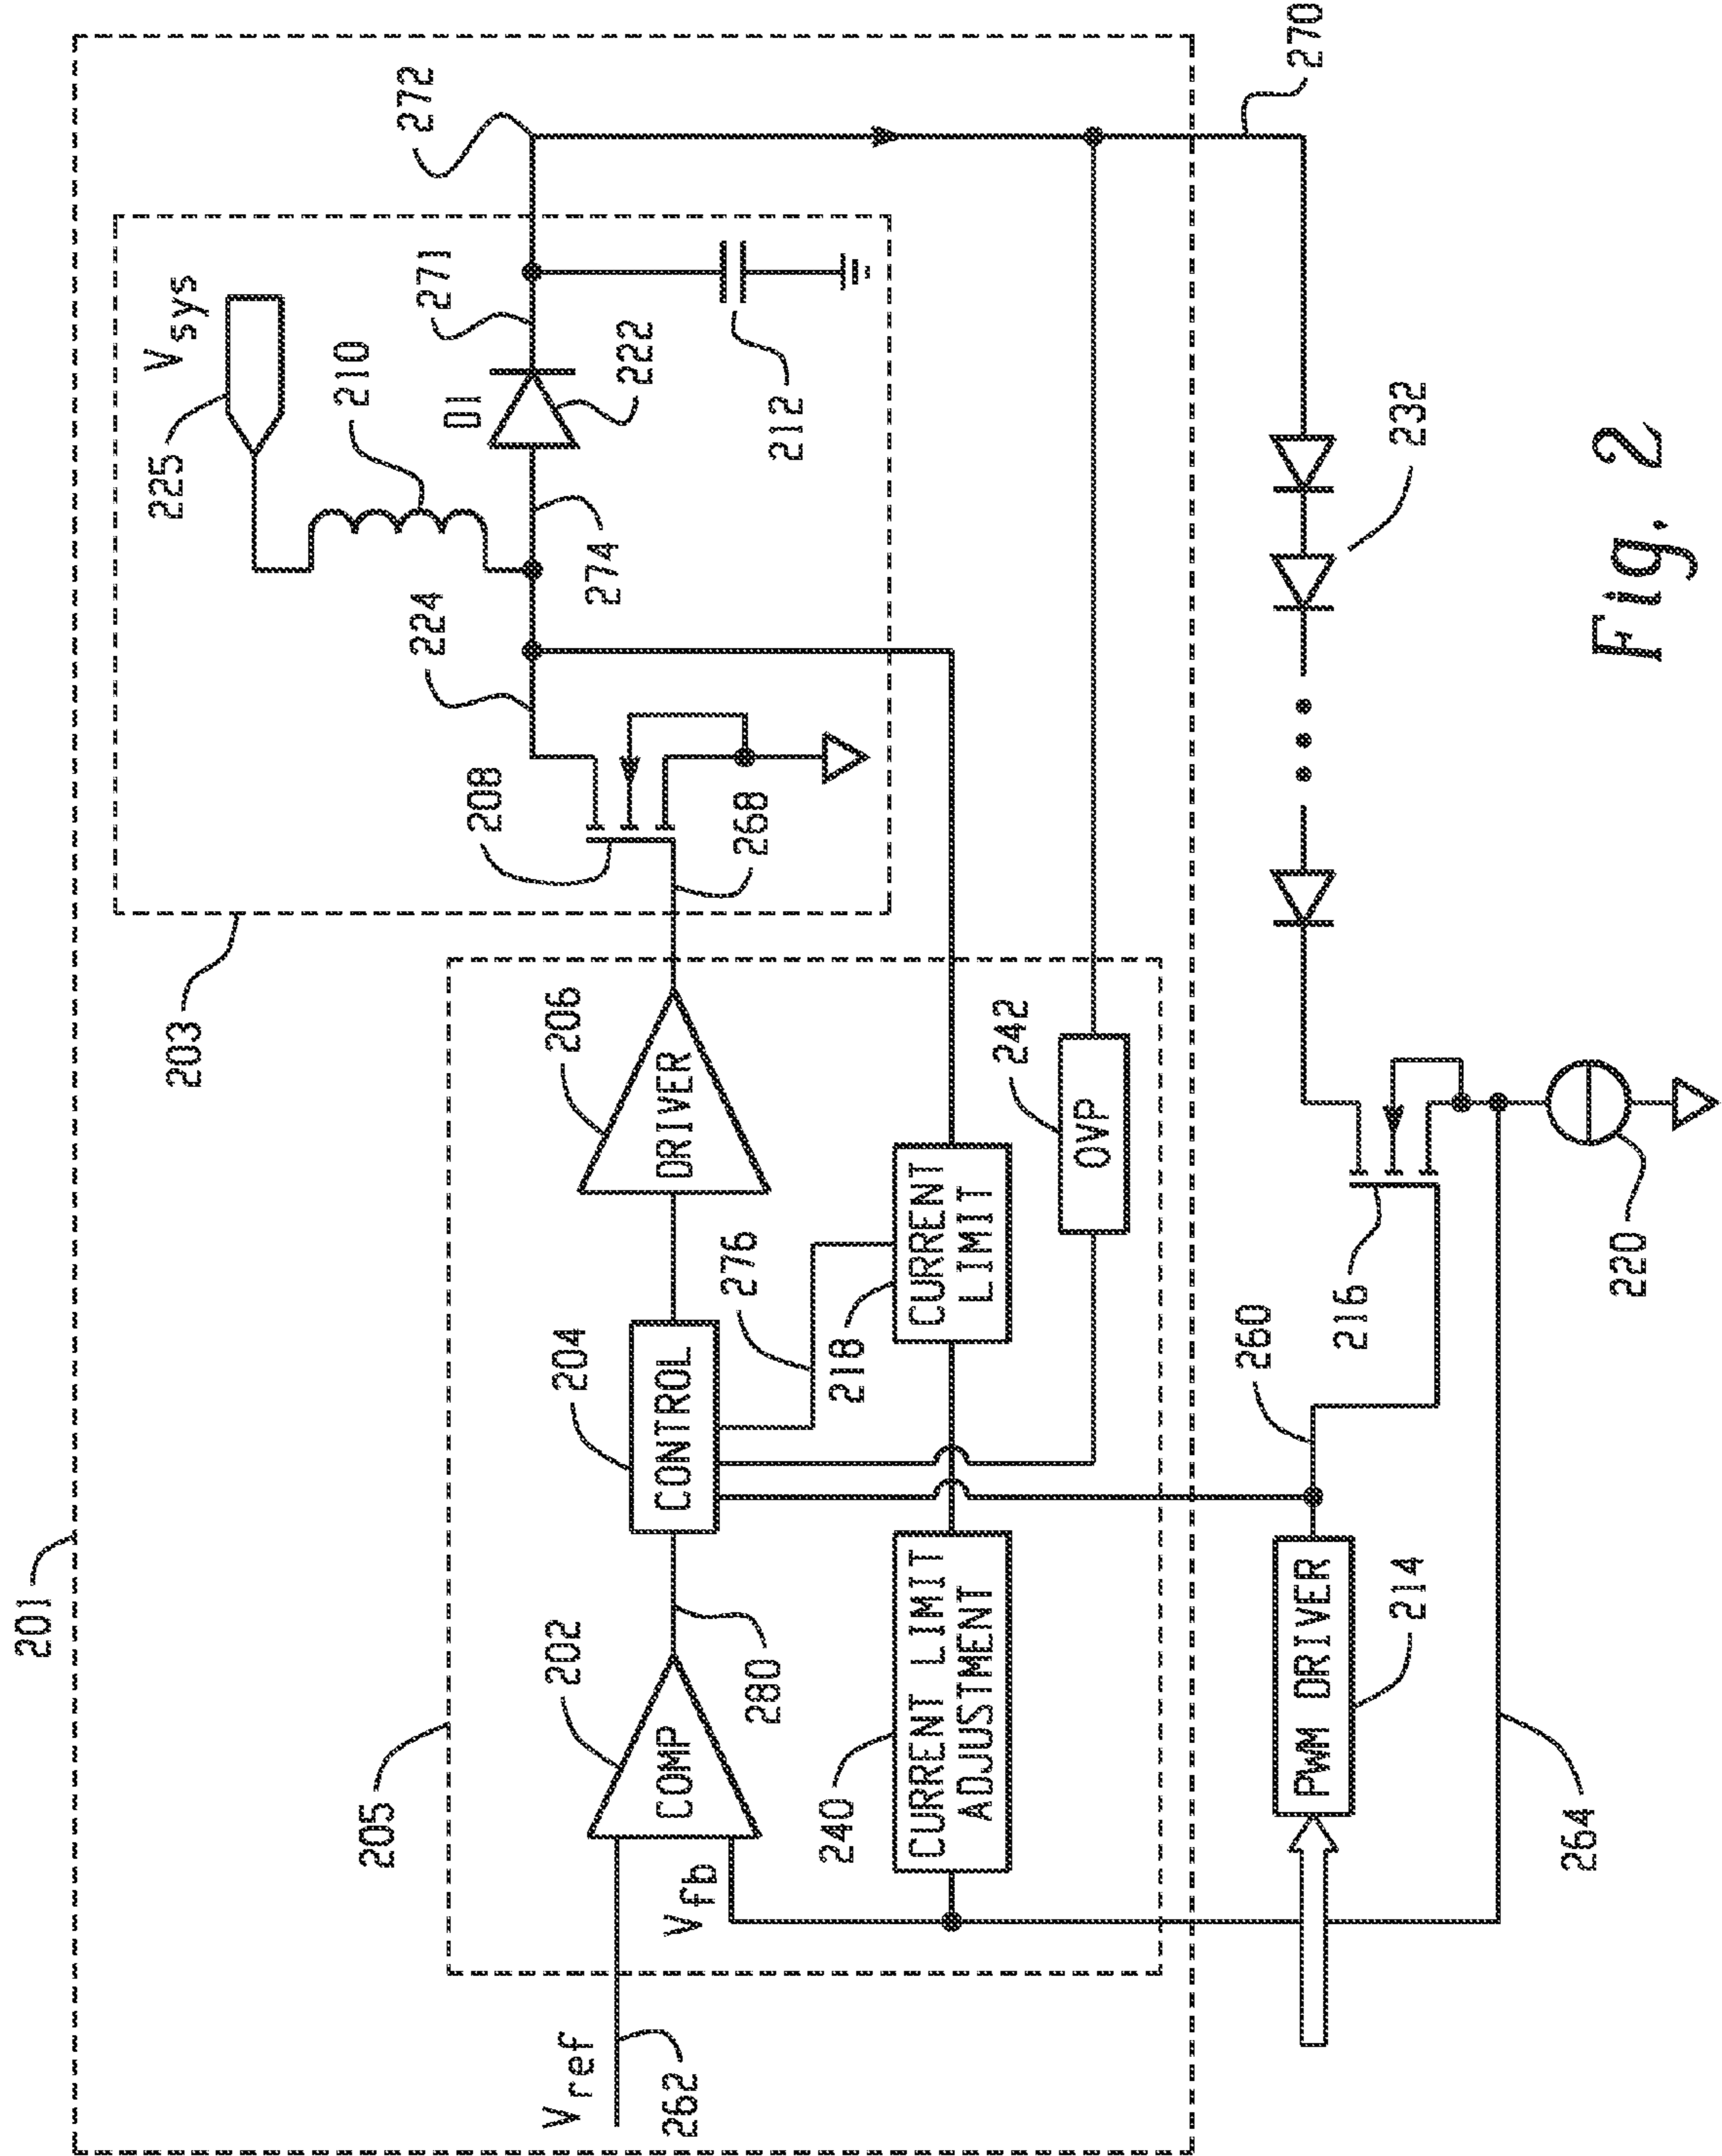 201
203
272
Vsys
225
210
271
D1
222
212
274
224
208
268
205
206
DRIVER
204
CONTROL
202
COMP
280
276
218
CURRENT
LIMIT
242
OVP
240
CURRENT LIMIT
ADJUSTMENT
Vfb
Vref
262
270
232
216
220
260
PWM DRIVER
214
264
Fig. 2